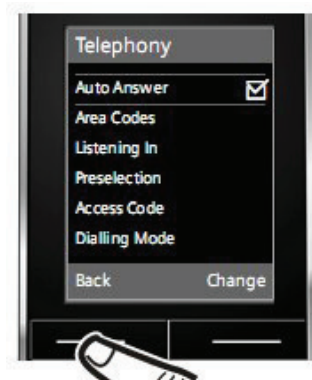 Telephony
Auto Answer
Area Codes
Listening In
Preselection
Access Code
Dialling Mode
Back Change